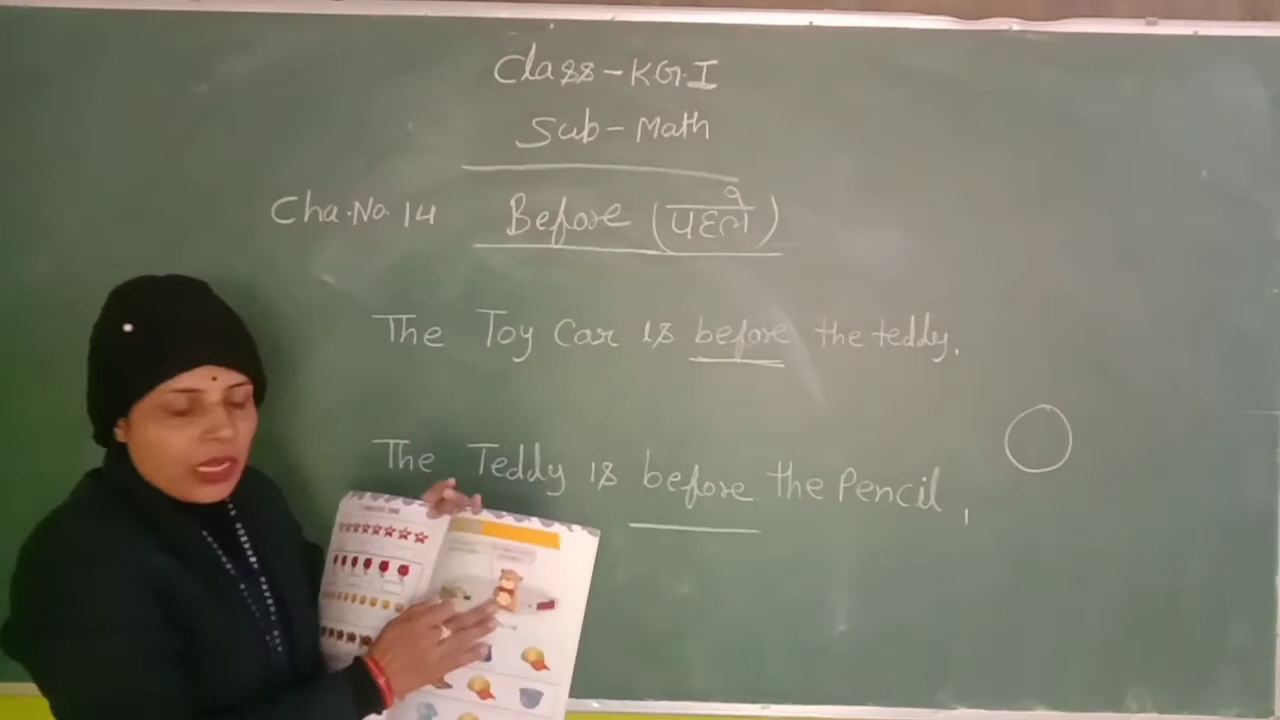 Class-KG.I
Sub-Math
Cha.No.14 Before (पहले)
The Toy Car is before the teddy.
The Teddy is before the Pencil,